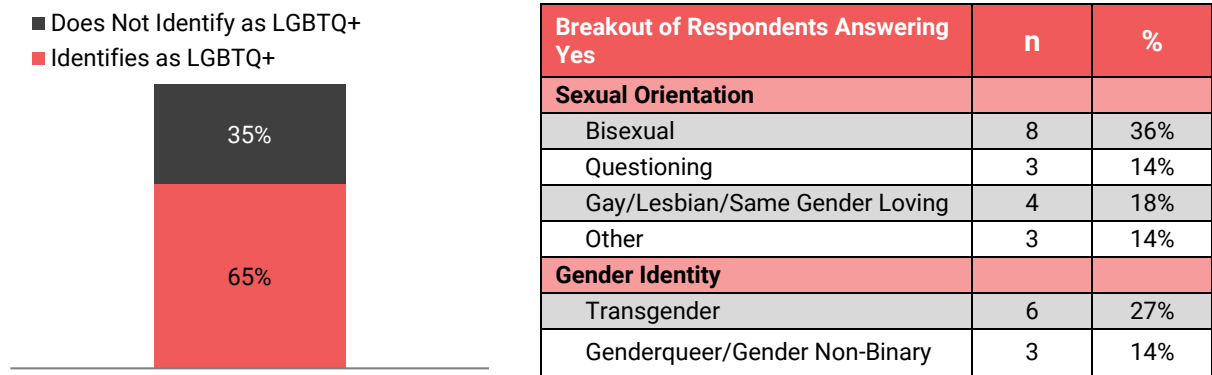 Does Not Identify as LGBTQ+
Identifies as LGBTQ+
35%
65%
Breakout of Respondents Answering Yes n %
Sexual Orientation
Bisexual 8 36%
Questioning 3 14%
Gay/Lesbian/Same Gender Loving 4 18%
Other 3 14%
Gender Identity
Transgender 6 27%
Genderqueer/Gender Non-Binary 3 14%